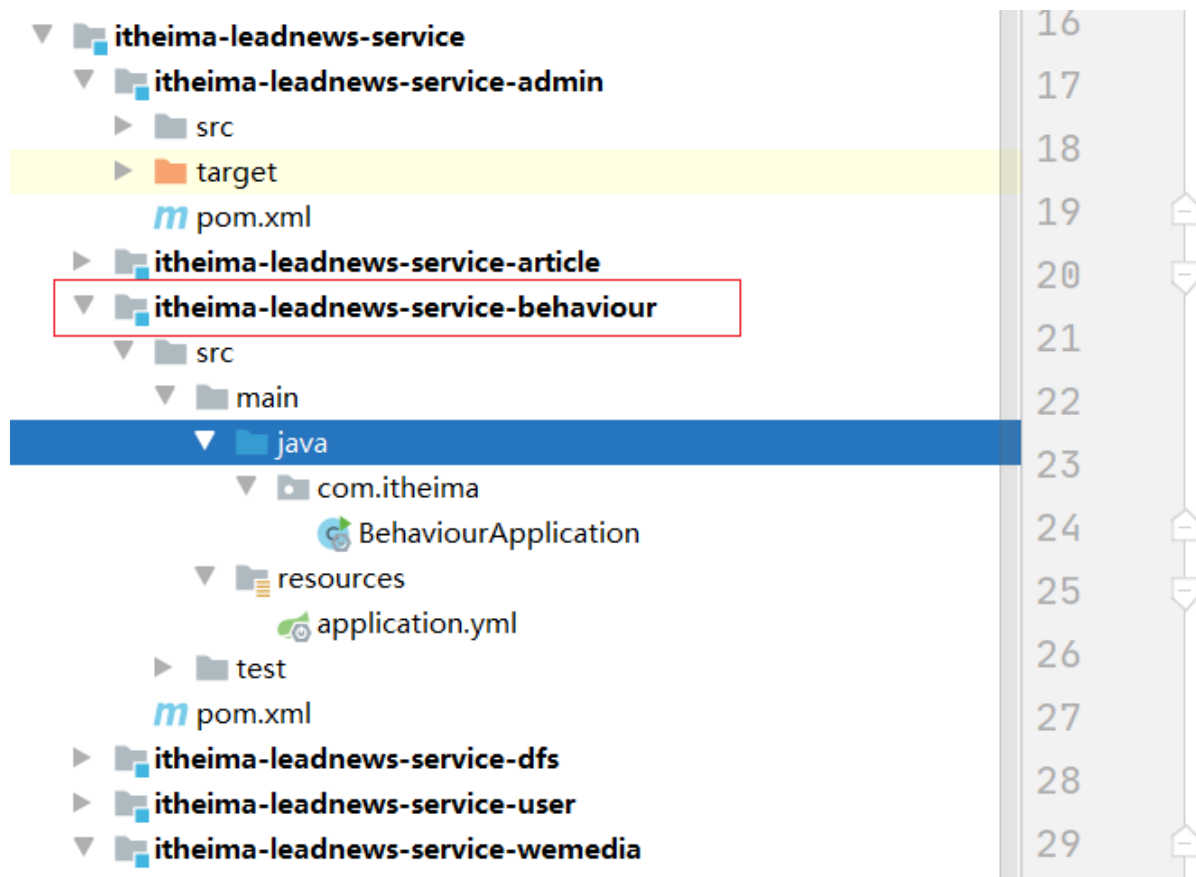 itheima-leadnews-service
itheima-leadnews-service-admin
src
target
m pom.xml
itheima-leadnews-service-article
itheima-leadnews-service-behaviour
src
main
java
com.itheima
C BehaviourApplication
resources
application.yml
test
m pom.xml
itheima-leadnews-service-dfs
itheima-leadnews-service-user
itheima-leadnews-service-wemedia
16
17
18
19
20
21
22
23
24
25
26
27
28
29